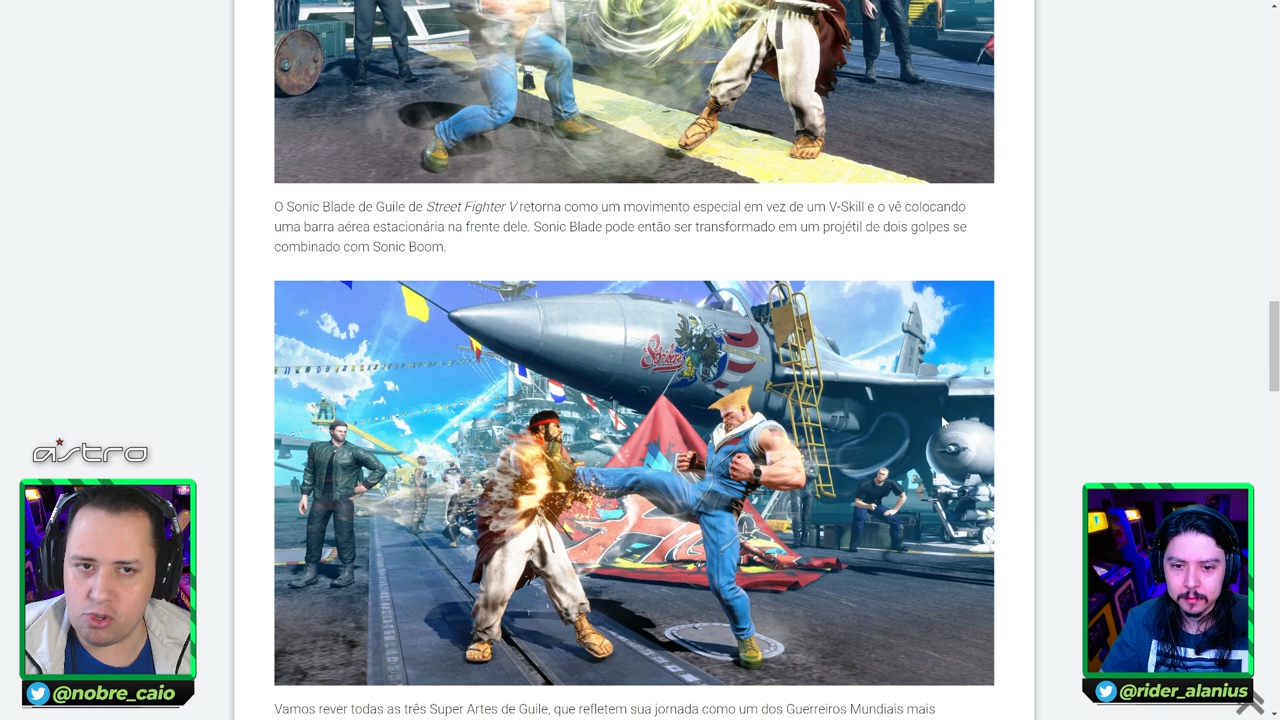 O Sonic Blade de Guile de Street Fighter V retorna como um movimento especial em vez de um V-Skill e o vê colocando
uma barra aérea estacionária na frente dele. Sonic Blade pode então ser transformado em um projétil de dois golpes se
combinado com Sonic Boom.
Strikers
astro
@nobre_caio
@rider_alanius
Vamos rever todas as três Super Artes de Guile, que refletem sua jornada como um dos Guerreiros Mundiais mais